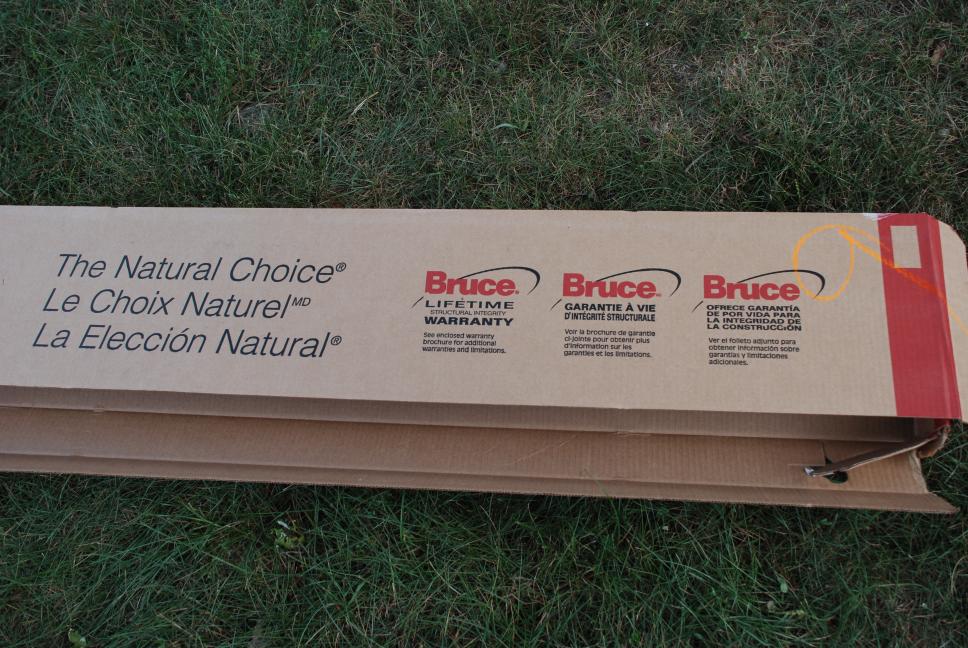 The Natural Choice®
Le Choix Naturel MD
La Elección Natural®
Bruce®
LIFETIME
STRUCTURAL INTEGRITY
WARRANTY
See enclosed warranty
brochure for additional
warranties and limitations.
Bruce®
GARANTIE À VIE
D'INTÉGRITÉ STRUCTURALE
Voir la brochure de garantie
ci-jointe pour obtenir plus
d'information sur les
garanties et les limitations.
Bruce®
OFRECE GARANTÍA
DE POR VIDA PARA
LA INTEGRIDAD DE
LA CONSTRUCCIÓN
Ver el folleto adjunto para
obtener información sobre
garantías y limitaciones
adicionales.